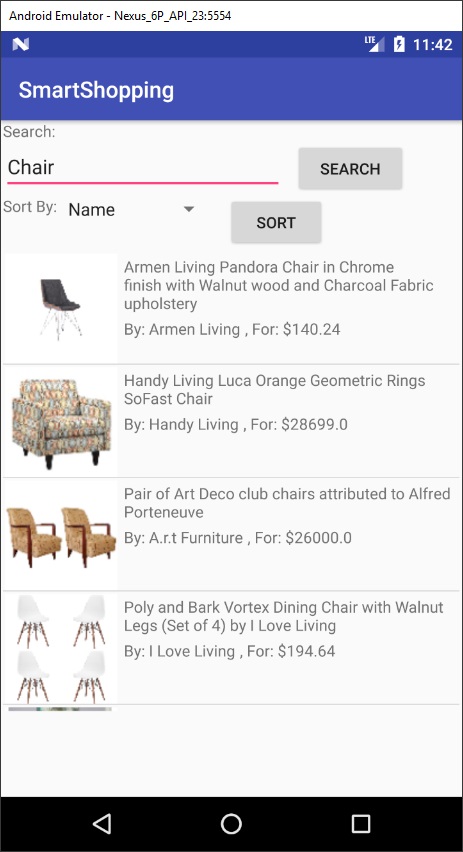 Android Emulator - Nexus_6P_API_23:5554
LTE 11:42
SmartShopping
Search:
Chair
SEARCH
Sort By: Name
SORT
Armen Living Pandora Chair in Chrome
finish with Walnut wood and Charcoal Fabric
upholstery
By: Armen Living , For: $140.24
Handy Living Luca Orange Geometric Rings
SoFast Chair
By: Handy Living , For: $28699.0
Pair of Art Deco club chairs attributed to Alfred
Porteneuve
By: A.r.t Furniture , For: $26000.0
Poly and Bark Vortex Dining Chair with Walnut
Legs (Set of 4) by I Love Living
By: I Love Living , For: $194.64